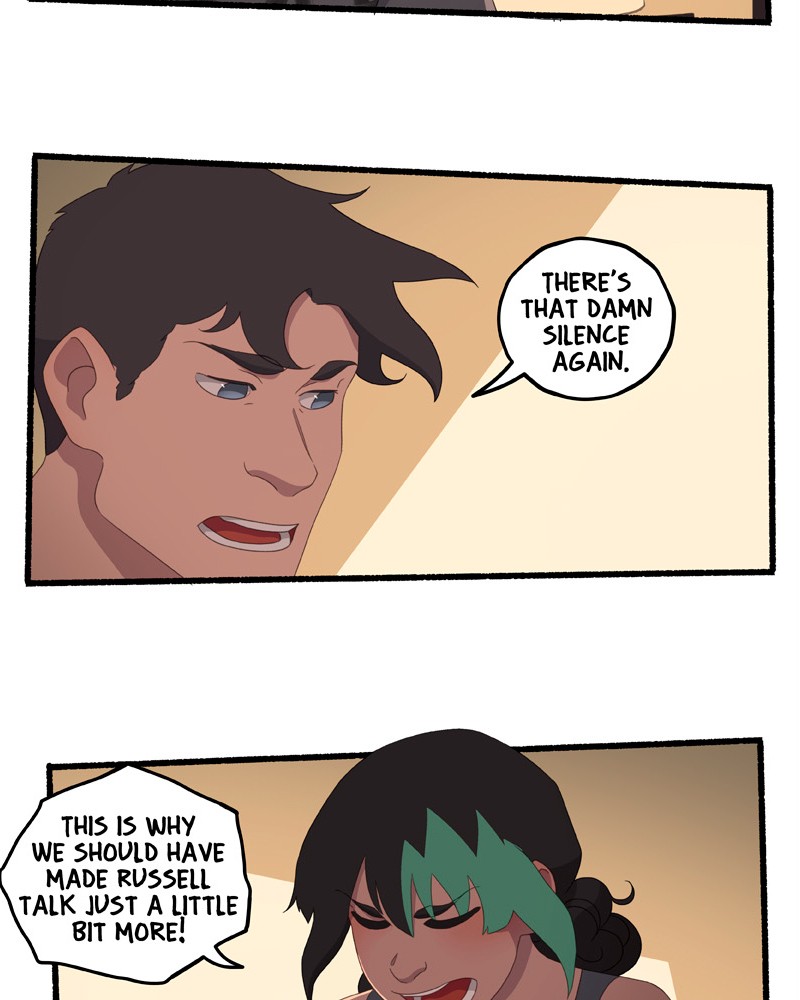 THERE'S
THAT DAMN
SILENCE
AGAIN.
THIS IS WHY
WE SHOULD HAVE
MADE RUSSELL
TALK JUST A LITTLE
BIT MORE!